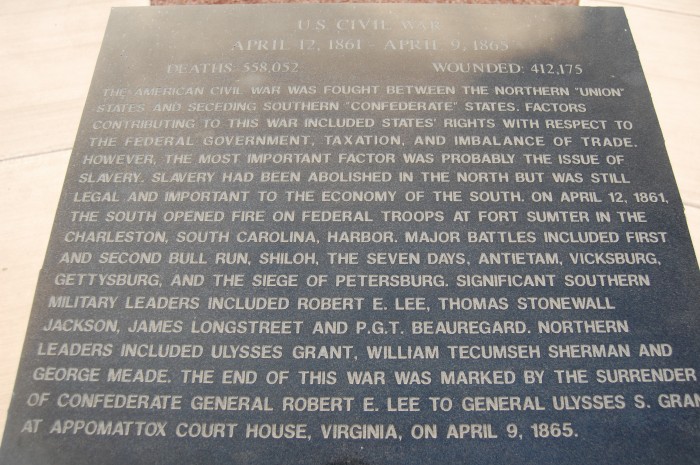 U.S. CIVIL WAR
APRIL 12, 1861 - APRIL 9, 1865
DEATHS: 558,052 WOUNDED: 412,175
THE AMERICAN CIVIL WAR WAS FOUGHT BETWEEN THE NORTHERN "UNION"
STATES AND SECEDING SOUTHERN "CONFEDERATE" STATES. FACTORS
CONTRIBUTING TO THIS WAR INCLUDED STATES' RIGHTS WITH RESPECT TO
THE FEDERAL GOVERNMENT, TAXATION, AND IMBALANCE OF TRADE.
HOWEVER, THE MOST IMPORTANT FACTOR WAS PROBABLY THE ISSUE OF
SLAVERY. SLAVERY HAD BEEN ABOLISHED IN THE NORTH BUT WAS STILL
LEGAL AND IMPORTANT TO THE ECONOMY OF THE SOUTH. ON APRIL 12, 1861,
THE SOUTH OPENED FIRE ON FEDERAL TROOPS AT FORT SUMTER IN THE
CHARLESTON, SOUTH CAROLINA, HARBOR. MAJOR BATTLES INCLUDED FIRST
AND SECOND BULL RUN, SHILOH, THE SEVEN DAYS, ANTIETAM, VICKSBURG,
GETTYSBURG, AND THE SIEGE OF PETERSBURG. SIGNIFICANT SOUTHERN
MILITARY LEADERS INCLUDED ROBERT E. LEE, THOMAS STONEWALL
JACKSON, JAMES LONGSTREET AND P.G.T. BEAUREGARD. NORTHERN
LEADERS INCLUDED ULYSSES GRANT, WILLIAM TECUMSEH SHERMAN AND
GEORGE MEADE. THE END OF THIS WAR WAS MARKED BY THE SURRENDER
OF CONFEDERATE GENERAL ROBERT E. LEE TO GENERAL ULYSSES S. GRAN
AT APPOMATTOX COURT HOUSE, VIRGINIA, ON APRIL 9, 1865.